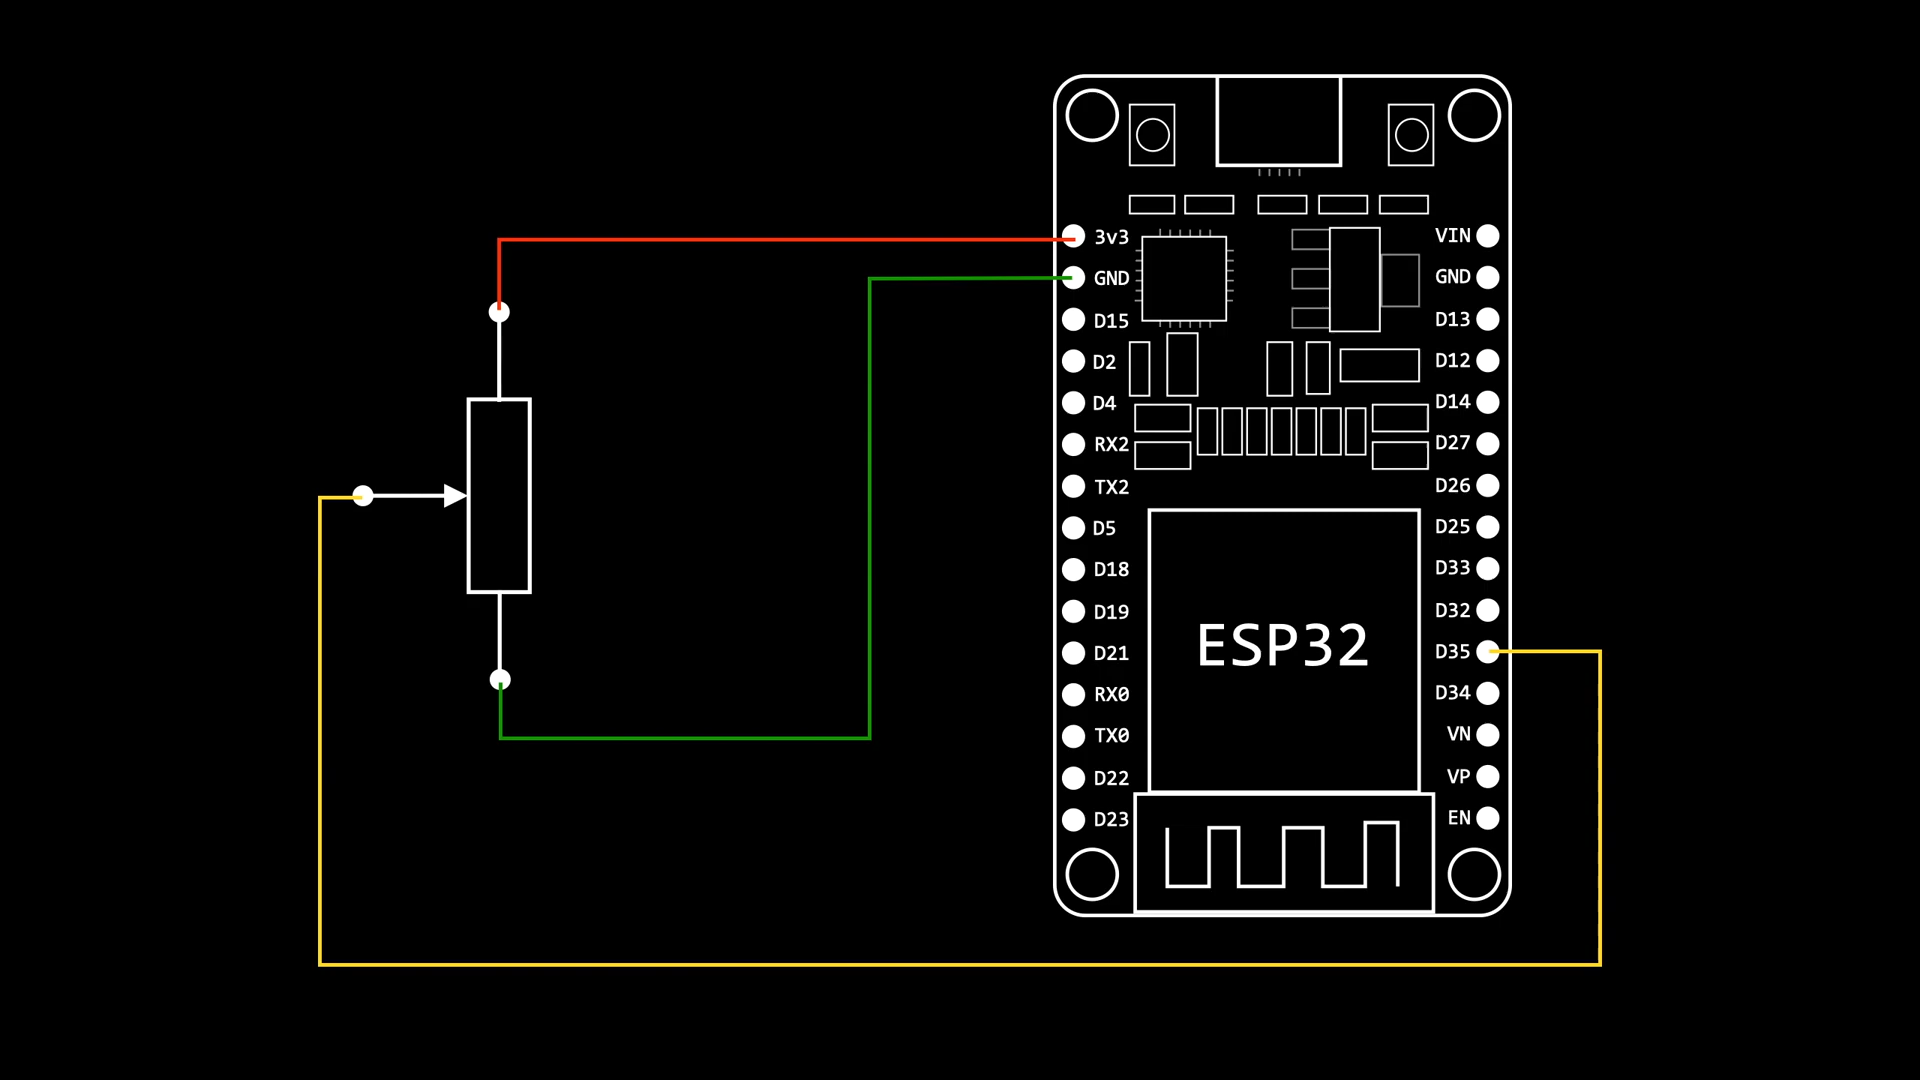 3v3
GND
D15
D2
D4
RX2
TX2
D5
D18
D19
D21
RX0
TX0
D22
D23
ESP32
VIN
GND
D13
D12
D14
D27
D26
D25
D33
D32
D35
D34
VN
VP
EN